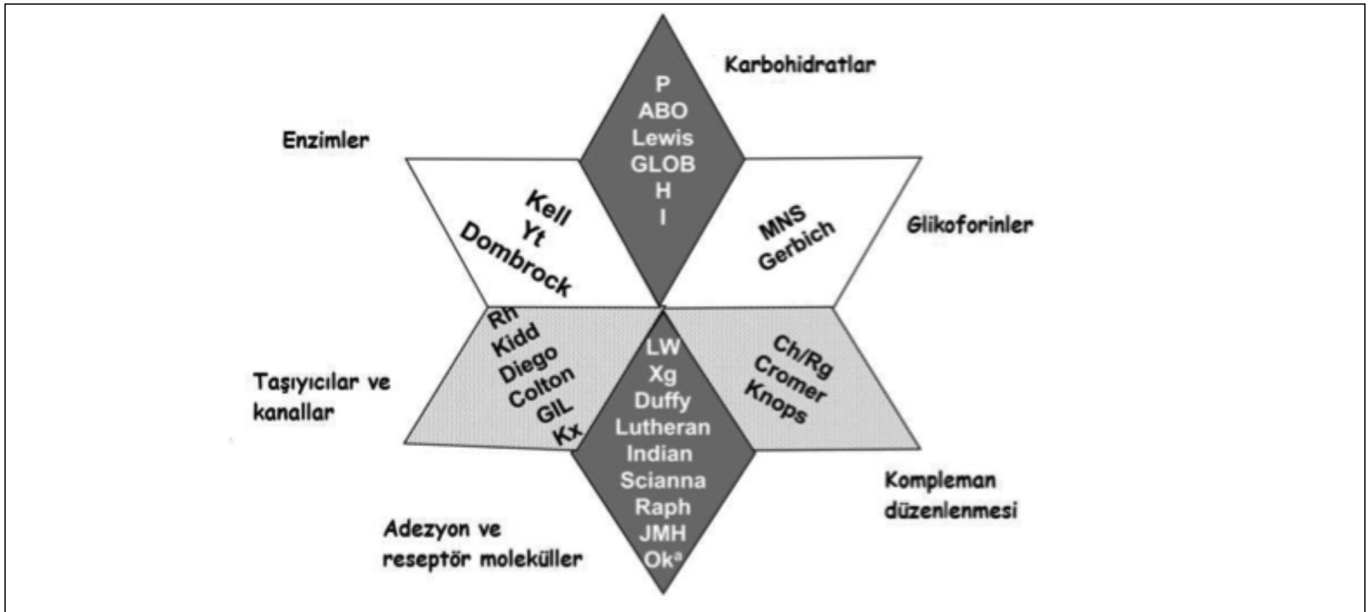 Karbohidratlar
P
ABO
Lewis
GLOB
H
I
Enzimler
Kell
Yt
Dombrock
MNS
Gerbich
Glikoforinler
Taşıyıcılar ve
kanallar
Rh
Kidd
Diego
Colton
GIL
Kx
LW
Xg
Duffy
Lutheran
Indian
Scianna
Raph
JMH
Okᵃ
Ch/Rg
Cromer
Knops
Kompleman
düzenlenmesi
Adezyon ve
reseptör moleküller